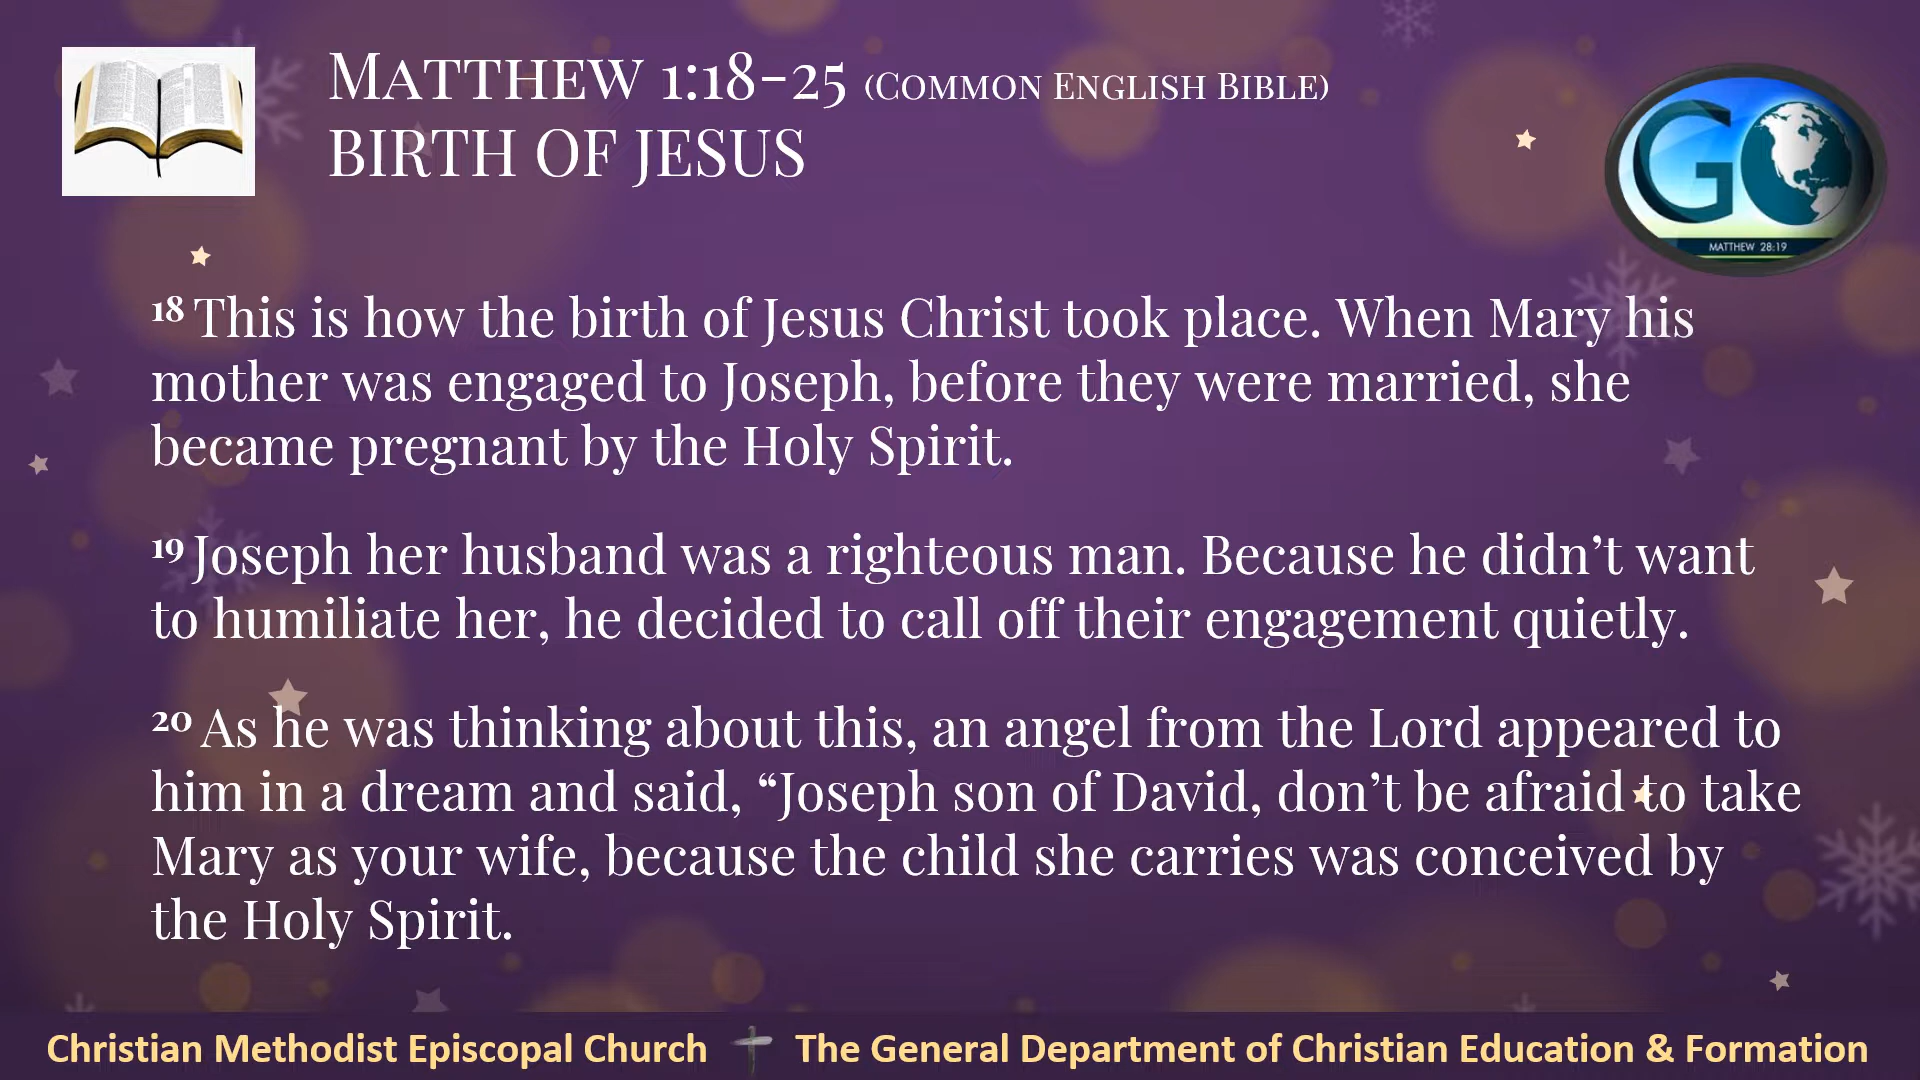 MATTHEW 1:18-25 (COMMON ENGLISH BIBLE)
BIRTH OF JESUS
GO
MATTHEW 28:19
18 This is how the birth of Jesus Christ took place. When Mary his
mother was engaged to Joseph, before they were married, she
became pregnant by the Holy Spirit.
19 Joseph her husband was a righteous man. Because he didn’t want
to humiliate her, he decided to call off their engagement quietly.
20 As he was thinking about this, an angel from the Lord appeared to
him in a dream and said, “Joseph son of David, don’t be afraid to take
Mary as your wife, because the child she carries was conceived by
the Holy Spirit.
Christian Methodist Episcopal Church The General Department of Christian Education & Formation